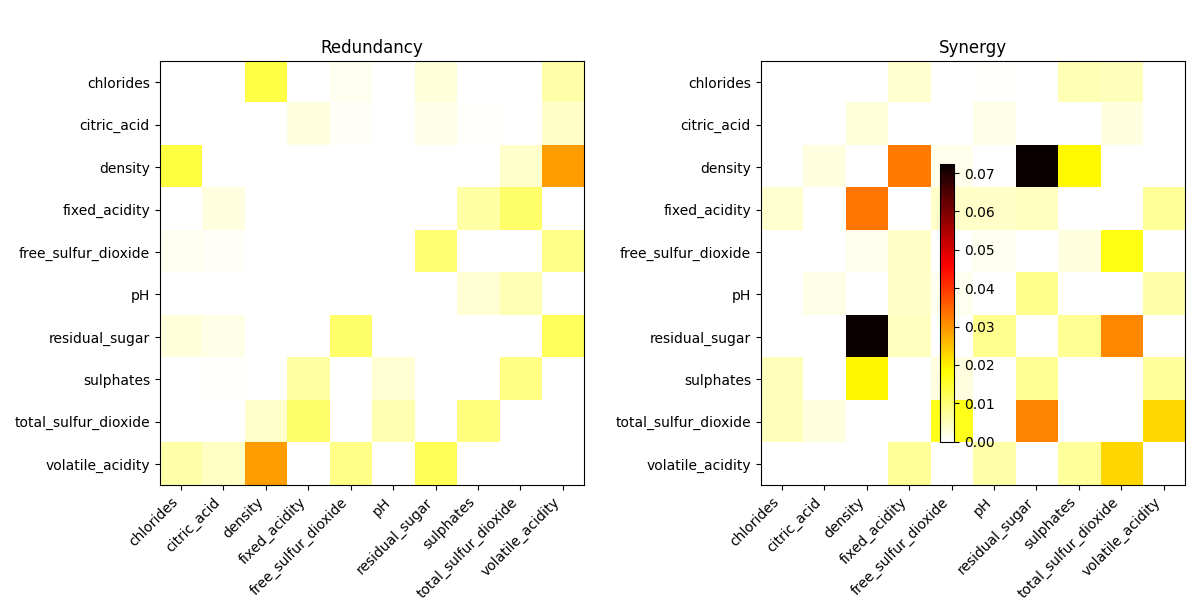 Redundancy
chlorides
citric_acid
density
fixed_acidity
free_sulfur_dioxide
pH
residual_sugar
sulphates
total_sulfur_dioxide
volatile_acidity
chlorides
citric_acid
density
fixed_acidity
free_sulfur_dioxide
pH
residual_sugar
sulphates
total_sulfur_dioxide
volatile_acidity
Synergy
chlorides
citric_acid
density
fixed_acidity
free_sulfur_dioxide
pH
residual_sugar
sulphates
total_sulfur_dioxide
volatile_acidity
chlorides
citric_acid
density
fixed_acidity
free_sulfur_dioxide
pH
residual_sugar
sulphates
total_sulfur_dioxide
volatile_acidity
0.07
0.06
0.05
0.04
0.03
0.02
0.01
0.00